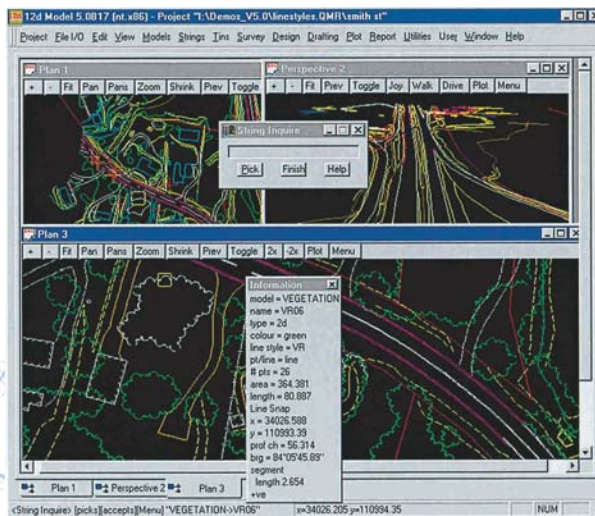 12d Model 5.0817 (nt.x86) - Project "I:\Demos_V5.0\linestyles.QMR\smith st"
Project File I/O Edit View Models Strings Tins Survey Design Drafting Plot Report Utilities User Window Help
Plan 1
+ - Fit Pan Pans Zoom Shrink Prev Toggle
Perspective 2
+ - Fit Prev Toggle Joy Walk Drive Plot Menu
String Inquire
Pick Finish Help
Plan 3
+ - Fit Pan Pans Zoom Shrink Prev Toggle 2x -2x Plot Menu
Information
model = VEGETATION
name = VR06
type = 2d
colour = green
line style = VR
pt/line = line
# pts = 26
area = 364.381
length = 80.887
Line Snap
x = 34026.588
y = 110993.39
prof ch = 56.314
brg = 84°05'45.89"
segment
length 2.654
+ve
Plan 1 Perspective 2 Plan 3
<String Inquire> [picks][accepts][Menu] "VEGETATION->VR06" x=34026.205 y=110994.35 NUM